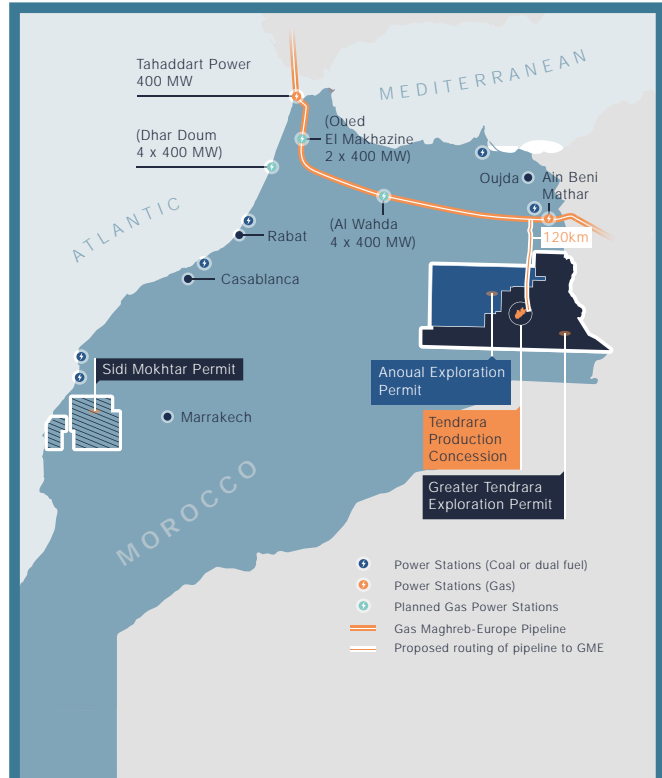 Tahaddart Power
400 MW
MEDITERRANEAN
(Oued
El Makhazine
2 x 400 MW)
(Dhar Doum
4 x 400 MW)
Oujda
Ain Beni
Mathar
ATLANTIC
(Al Wahda
4 x 400 MW)
Rabat
120km
Casablanca
Sidi Mokhtar Permit
Anoual Exploration
Permit
Marrakech
Tendrara
Production
Concession
MOROCCO
Greater Tendrara
Exploration Permit
Power Stations (Coal or dual fuel)
Power Stations (Gas)
Planned Gas Power Stations
Gas Maghreb-Europe Pipeline
Proposed routing of pipeline to GME